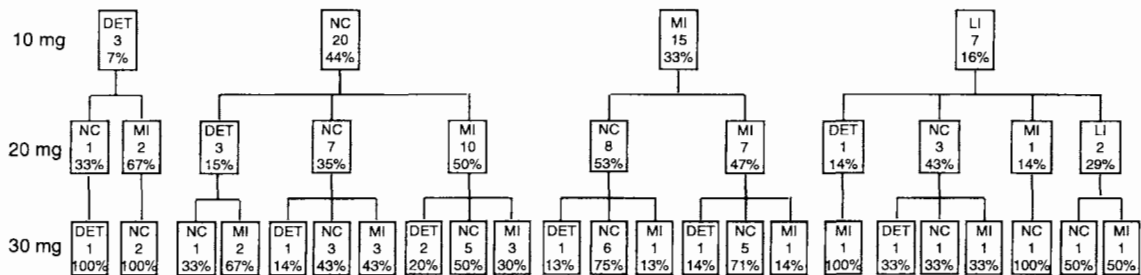 10 mg DET NC MI LI
3 20 15 7
7% 44% 33% 16%
20 mg NC MI DET NC MI NC MI DET NC MI LI
1 2 3 7 10 8 7 1 3 1 2
33% 67% 15% 35% 50% 53% 47% 14% 43% 14% 29%
30 mg DET NC NC MI DET NC MI DET NC MI DET NC MI DET NC MI MI DET NC MI NC NC MI
1 2 1 2 1 3 3 2 5 3 1 6 1 1 5 1 1 1 1 1 1 1 1
100% 100% 33% 67% 14% 43% 43% 20% 50% 30% 13% 75% 13% 14% 71% 14% 100% 33% 33% 33% 100% 50% 50%